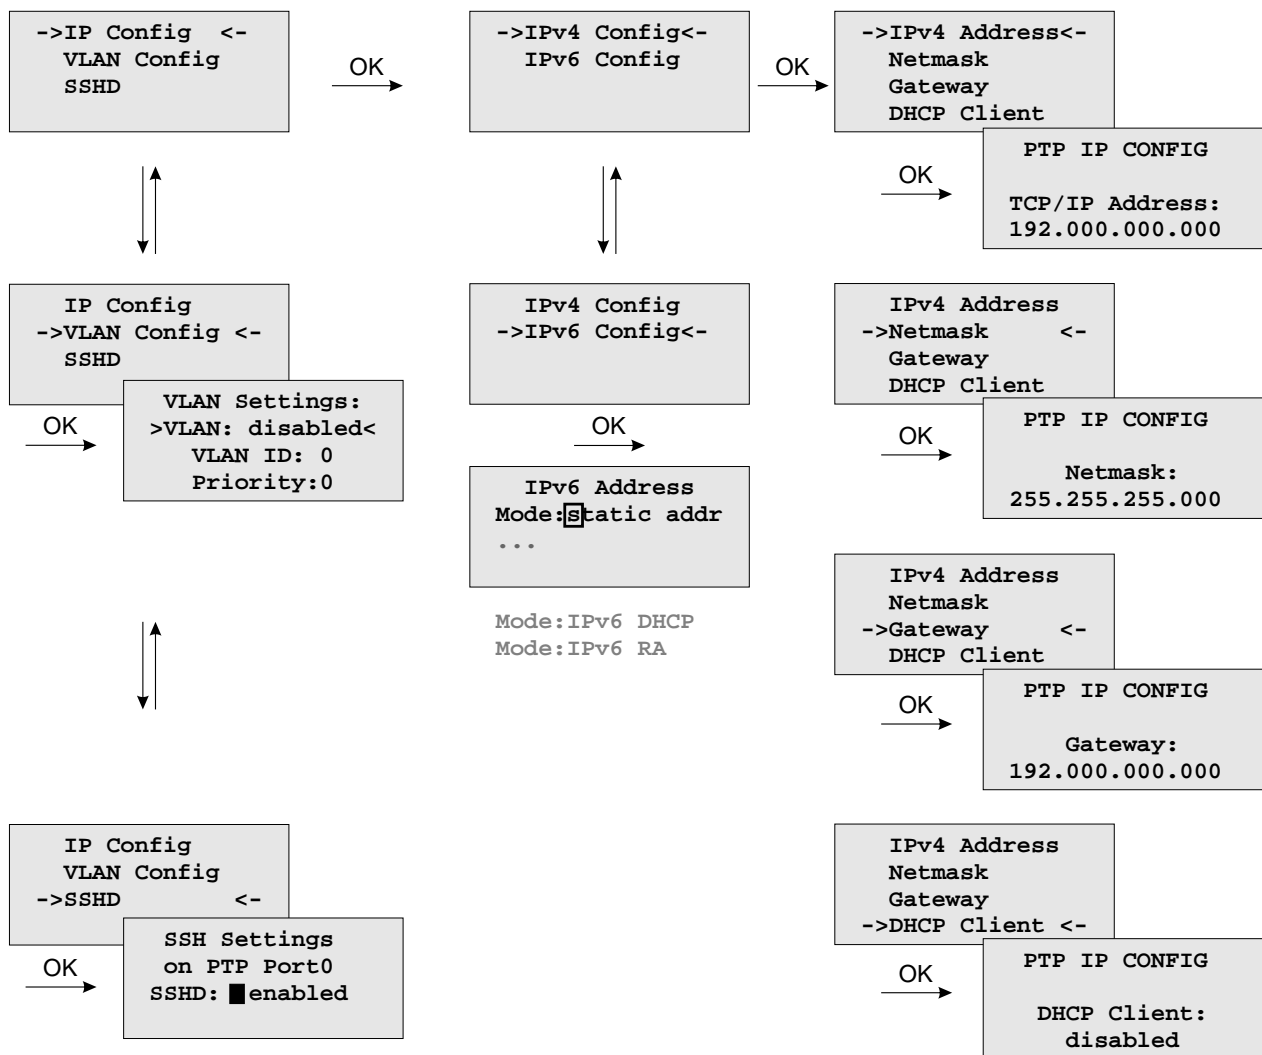 ->IP Config <-
VLAN Config
SSHD
OK
->IPv4 Config<-
IPv6 Config
OK
->IPv4 Address<-
Netmask
Gateway
DHCP Client
OK
PTP IP CONFIG
TCP/IP Address:
192.000.000.000
IP Config
->VLAN Config <-
SSHD
OK
VLAN Settings:
>VLAN: disabled<
VLAN ID: 0
Priority:0
IPv4 Config
->IPv6 Config<-
OK
IPv6 Address
Mode:static addr
...
Mode:IPv6 DHCP
Mode:IPv6 RA
IPv4 Address
->Netmask <-
Gateway
DHCP Client
OK
PTP IP CONFIG
Netmask:
255.255.255.000
IPv4 Address
Netmask
->Gateway <-
DHCP Client
OK
PTP IP CONFIG
Gateway:
192.000.000.000
IP Config
VLAN Config
->SSHD <-
OK
SSH Settings
on PTP Port0
SSHD: enabled
IPv4 Address
Netmask
Gateway
->DHCP Client <-
OK
PTP IP CONFIG
DHCP Client:
disabled